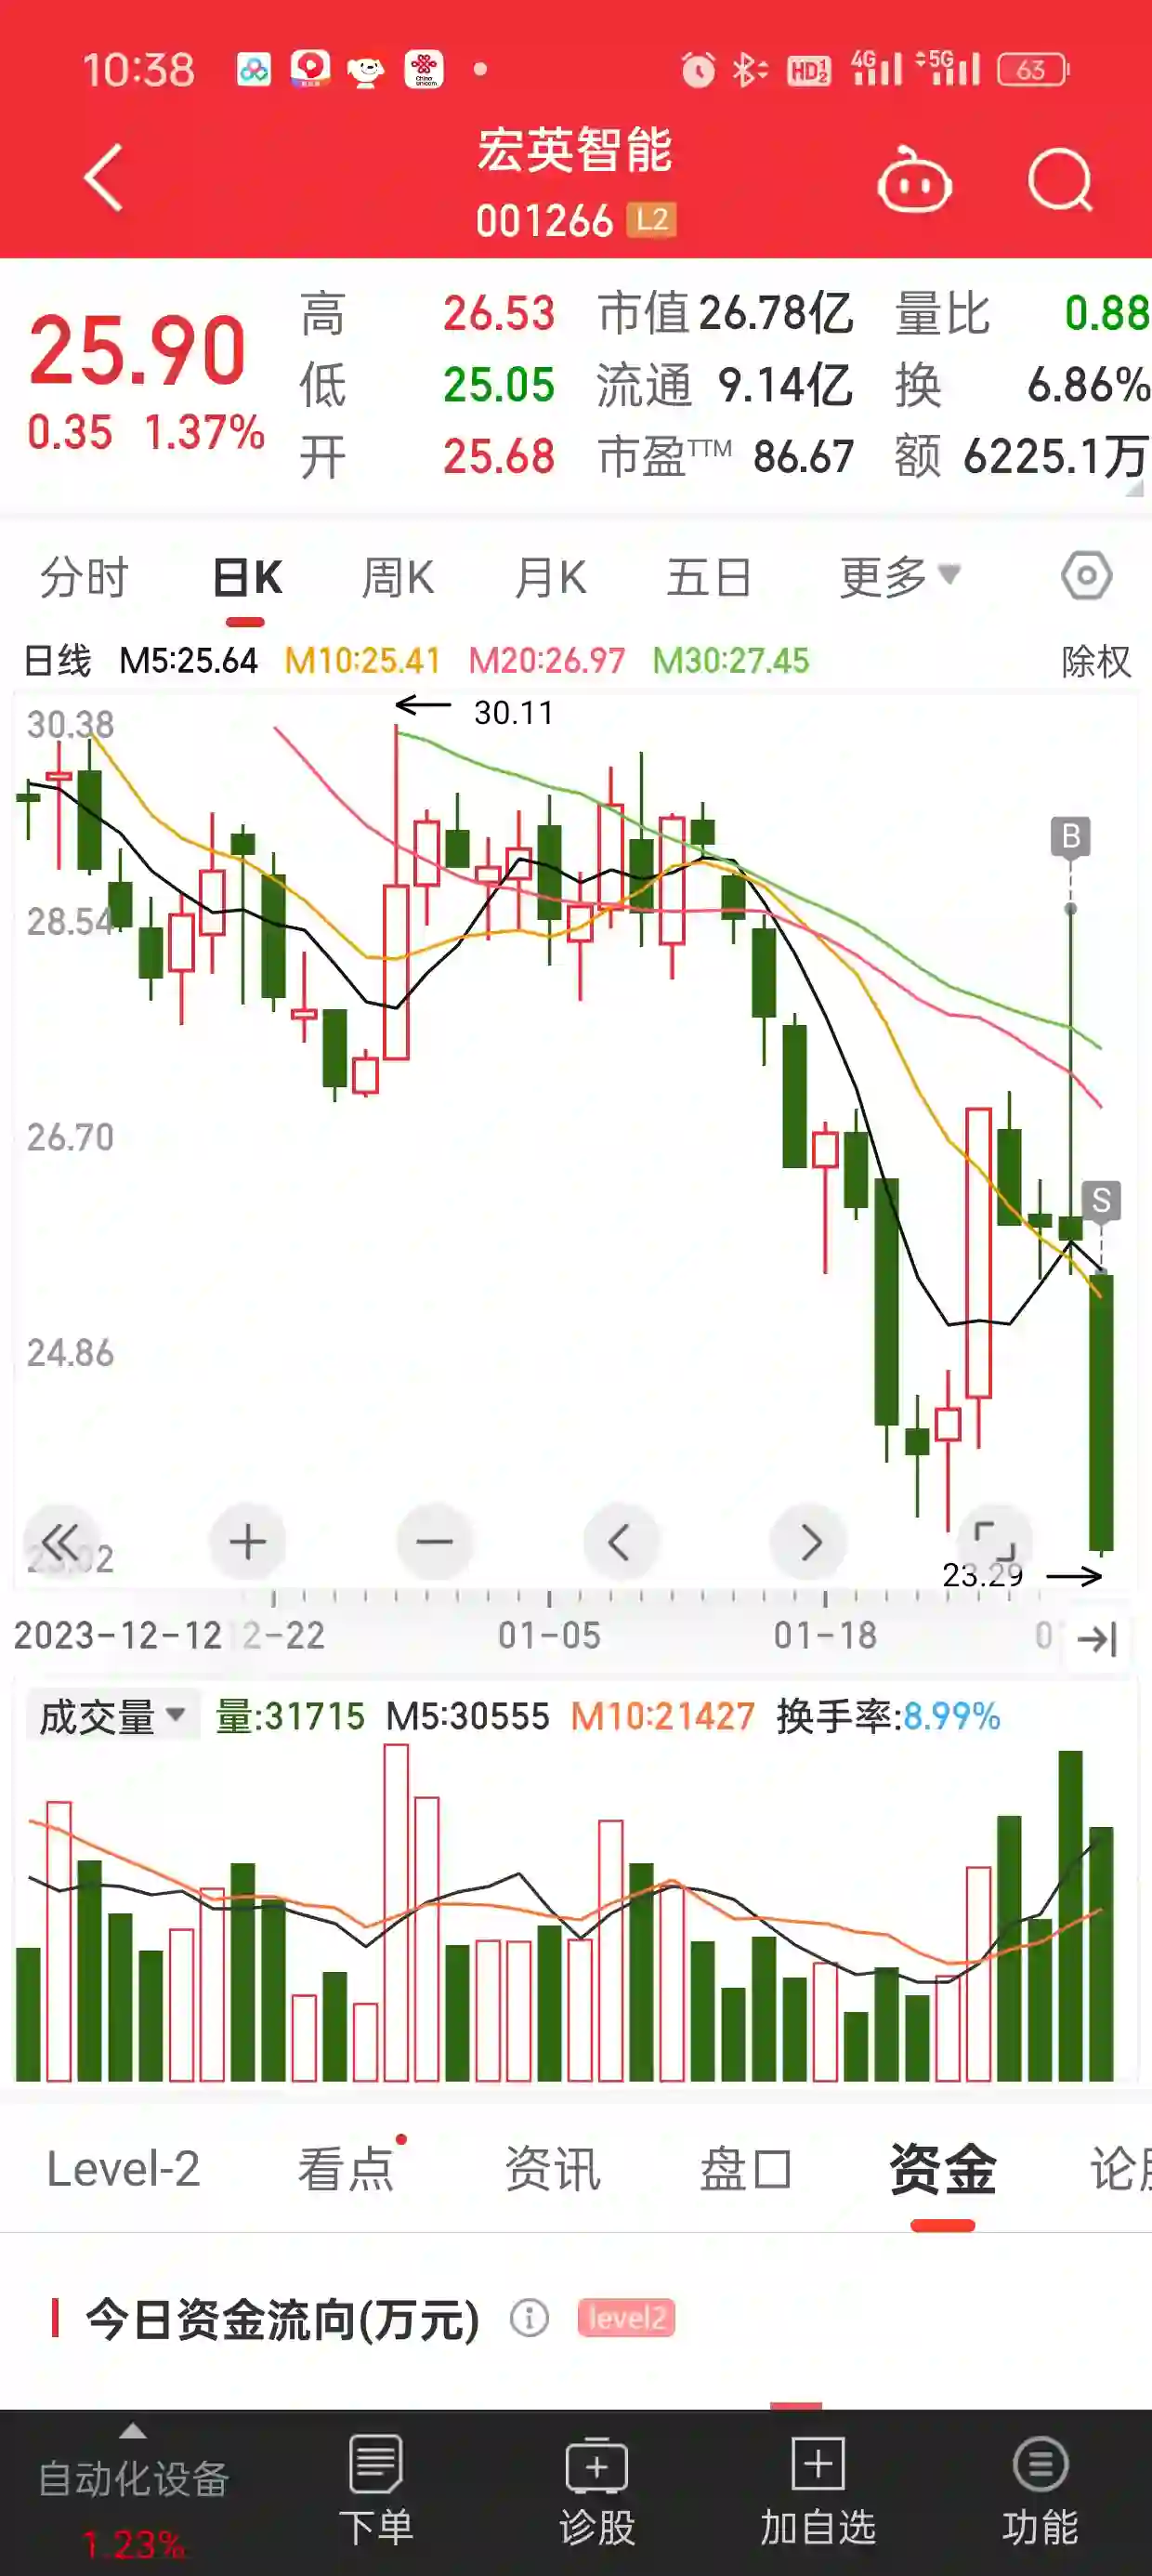 10:38 HD 1 2 4G 5G 63
宏英智能
001266 L2
25.90 高 26.53 市值 26.78亿 量比 0.88
0.35 1.37% 低 25.05 流通 9.14亿 换 6.86%
开 25.68 市盈TTM 86.67 额 6225.1万
分时 日K 周K 月K 五日 更多
日线 M5:25.64 M10:25.41 M20:26.97 M30:27.45 除权
30.38 30.11
B
28.54
26.70
S
24.86
23.29
2023-12-12 12-22 01-05 01-18
成交量 量:31715 M5:30555 M10:21427 换手率:8.99%
Level-2 看点 资讯 盘口 资金
今日资金流向(万元) level2
自动化设备 1.23% 下单 诊股 加自选 功能